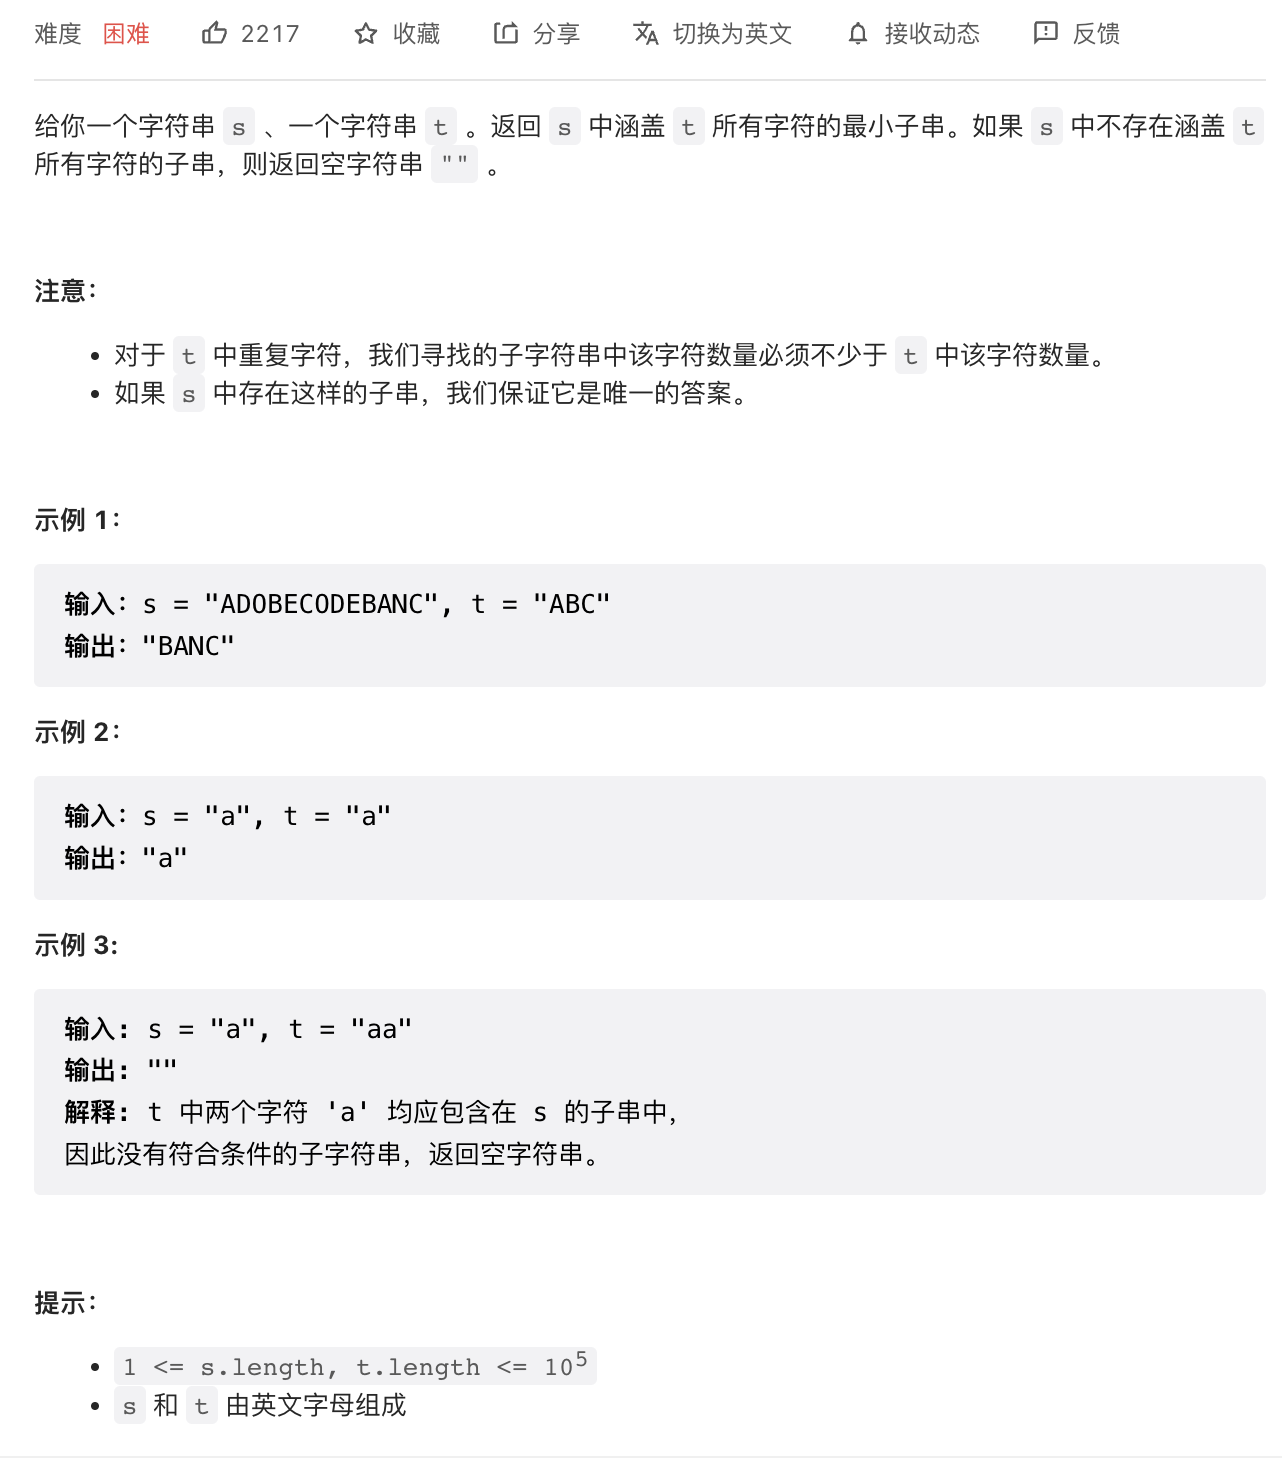 难度 困难 2217 收藏 分享 切换为英文 接收动态 反馈
给你一个字符串 s 、一个字符串 t 。返回 s 中涵盖 t 所有字符的最小子串。如果 s 中不存在涵盖 t
所有字符的子串，则返回空字符串 "" 。
注意：
• 对于 t 中重复字符，我们寻找的子字符串中该字符数量必须不少于 t 中该字符数量。
• 如果 s 中存在这样的子串，我们保证它是唯一的答案。
示例 1：
输入：s = "ADOBECODEBANC", t = "ABC"
输出："BANC"
示例 2：
输入：s = "a", t = "a"
输出："a"
示例 3:
输入: s = "a", t = "aa"
输出: ""
解释: t 中两个字符 'a' 均应包含在 s 的子串中，
因此没有符合条件的子字符串，返回空字符串。
提示：
• 1 <= s.length, t.length <= 10⁵
• s 和 t 由英文字母组成